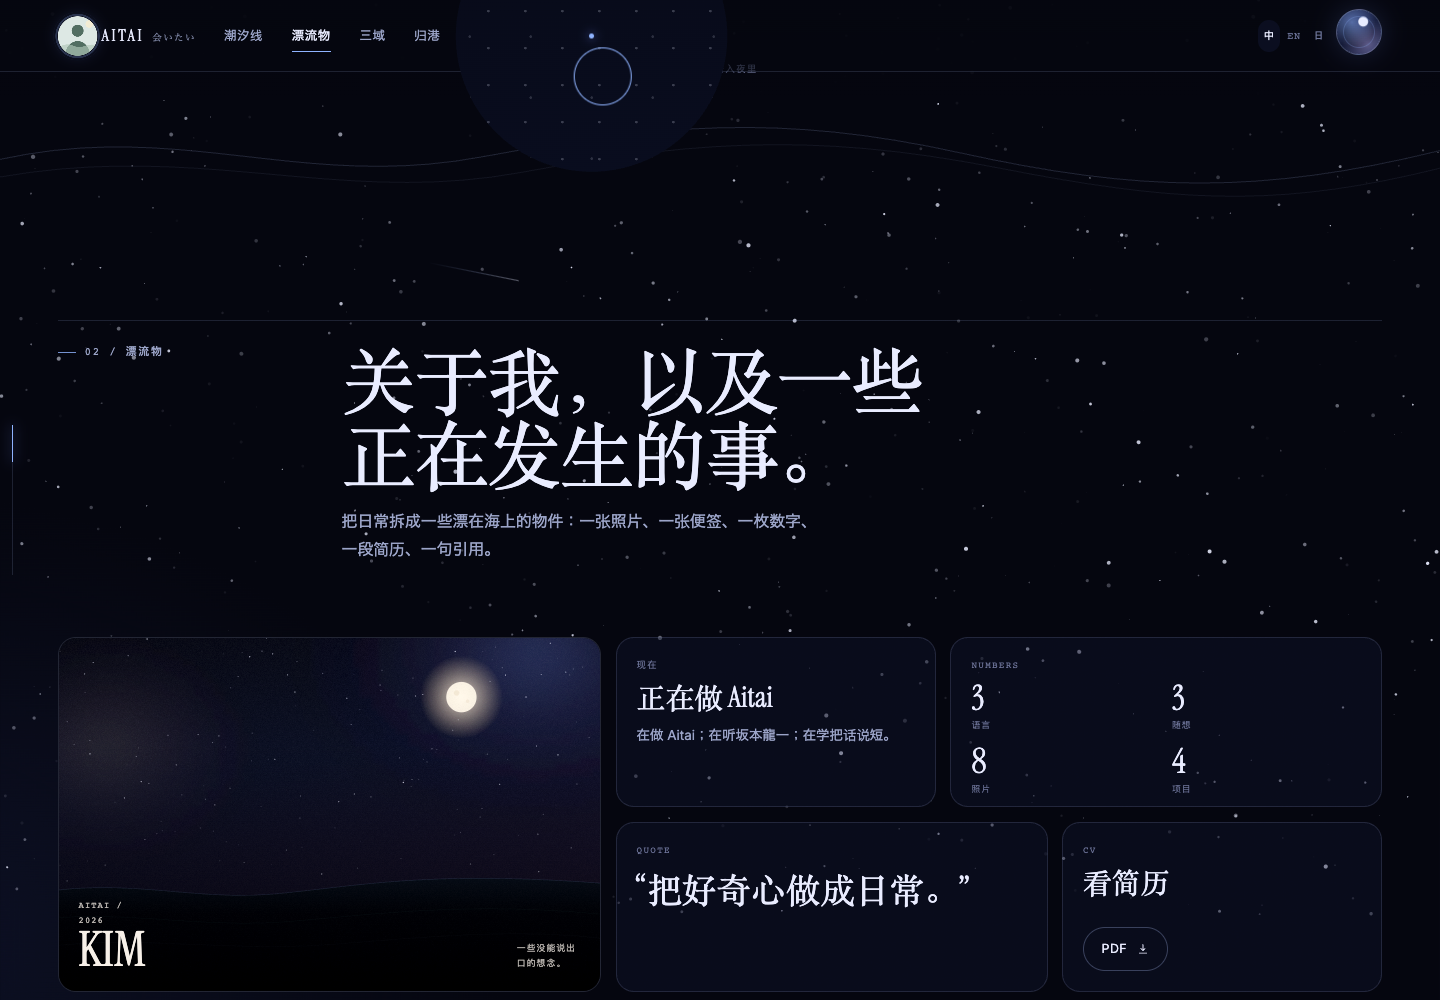 AITAI 会いたい
潮汐线
漂流物
三域
归港
中
EN
日
入夜里
02 / 漂流物
关于我，以及一些
正在发生的事。
把日常拆成一些漂在海上的物件：一张照片、一张便签、一枚数字、
一段简历、一句引用。
AITAI /
2026
KIM
一些没能说出
口的想念。
现在
正在做 Aitai
在做 Aitai；在听坂本龍一；在学把话说短。
NUMBERS
3
语言
3
随想
8
照片
4
项目
QUOTE
“把好奇心做成日常。”
CV
看简历
PDF